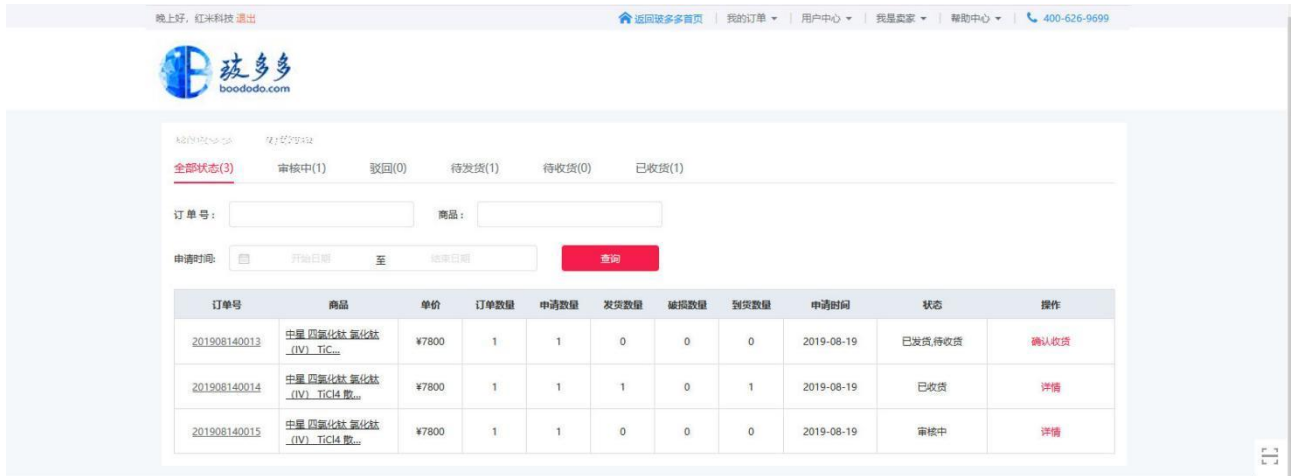 晚上好，红米科技 退出 返回玻多多首页 我的订单 用户中心 我是卖家 帮助中心 400-626-9699
玻多多
boododo.com
全部状态(3) 审核中(1) 驳回(0) 待发货(1) 待收货(0) 已收货(1)
订单号： 商品：
申请时间: 开始日期 至 结束日期 查询
订单号 商品 单价 订单数量 申请数量 发货数量 破损数量 到货数量 申请时间 状态 操作
201908140013 中星 四氯化钛 氯化钛 (IV) TiC... ¥7800 1 1 0 0 0 2019-08-19 已发货,待收货 确认收货
201908140014 中星 四氯化钛 氯化钛 (IV) TiCl4 散... ¥7800 1 1 1 0 1 2019-08-19 已收货 详情
201908140015 中星 四氯化钛 氯化钛 (IV) TiCl4 散... ¥7800 1 1 0 0 0 2019-08-19 审核中 详情